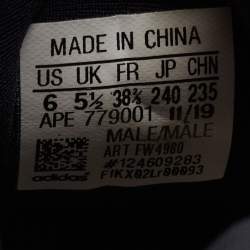 MADE IN CHINA
US UK FR JP CHN
6 5½ 38⅔ 240 235
APE 779001 11/19
MALE/MALE
ART FW4980
#124609283
adidas F1KX02Lr00093